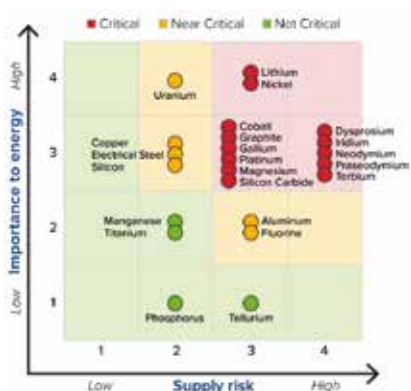 Critical Near Critical Not Critical
High
4
Lithium
Nickel
Uranium
Importance to energy
3
Copper
Electrical Steel
Silicon
Cobalt
Graphite
Gallium
Platinum
Magnesium
Silicon Carbide
Dysprosium
Iridium
Neodymium
Praseodymium
Terbium
2
Manganese
Titanium
Aluminum
Fluorine
1
Phosphorus
Tellurium
Low
1 2 3 4
Low Supply risk High